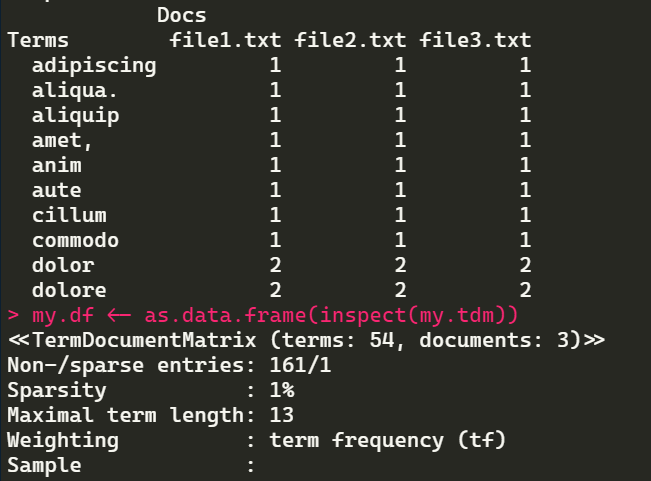 Docs
Terms file1.txt file2.txt file3.txt
adipiscing 1 1 1
aliqua. 1 1 1
aliquip 1 1 1
amet, 1 1 1
anim 1 1 1
aute 1 1 1
cillum 1 1 1
commodo 1 1 1
dolor 2 2 2
dolore 2 2 2
> my.df <- as.data.frame(inspect(my.tdm))
<<TermDocumentMatrix (terms: 54, documents: 3)>>
Non-/sparse entries: 161/1
Sparsity : 1%
Maximal term length: 13
Weighting : term frequency (tf)
Sample :